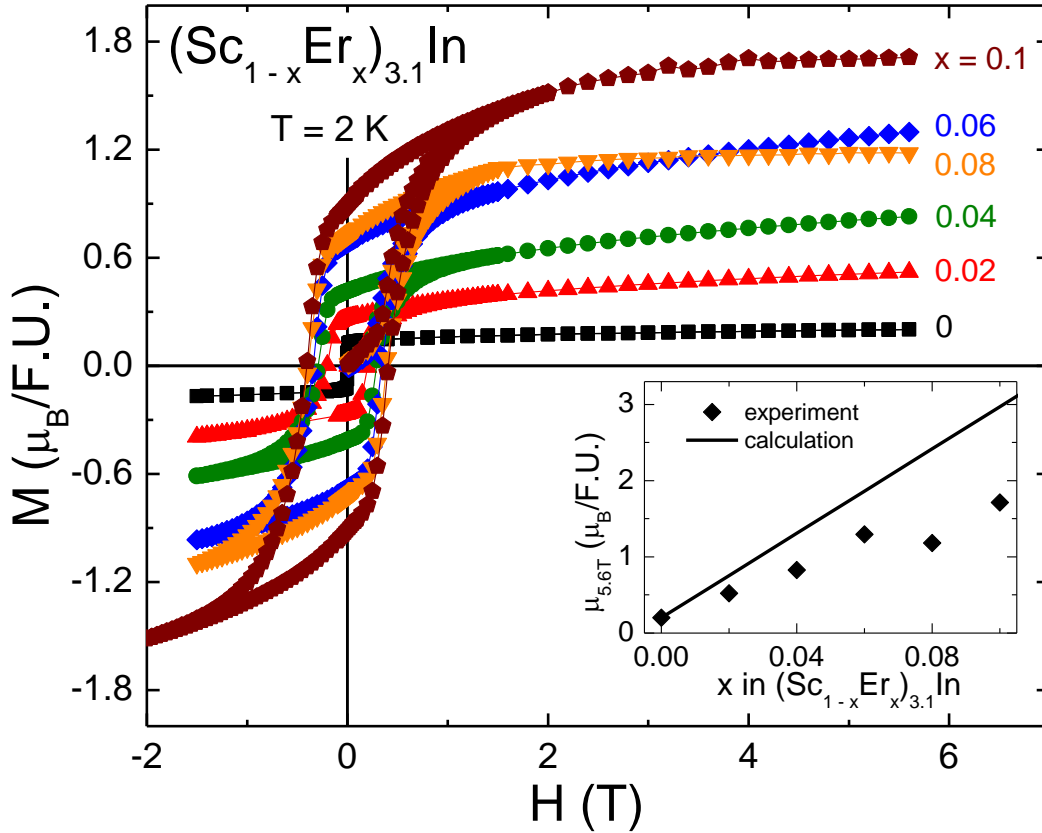 (Sc1 - xErx)3.1In
T = 2 K
x = 0.1
0.06
0.08
0.04
0.02
0
1.8
1.2
0.6
0.0
-0.6
-1.2
-1.8
M (μB/F.U.)
-2
0
2
4
6
H (T)
experiment
calculation
3
2
1
0
μ5.6T (μB/F.U.)
0.00
0.04
0.08
x in (Sc1 - xErx)3.1In